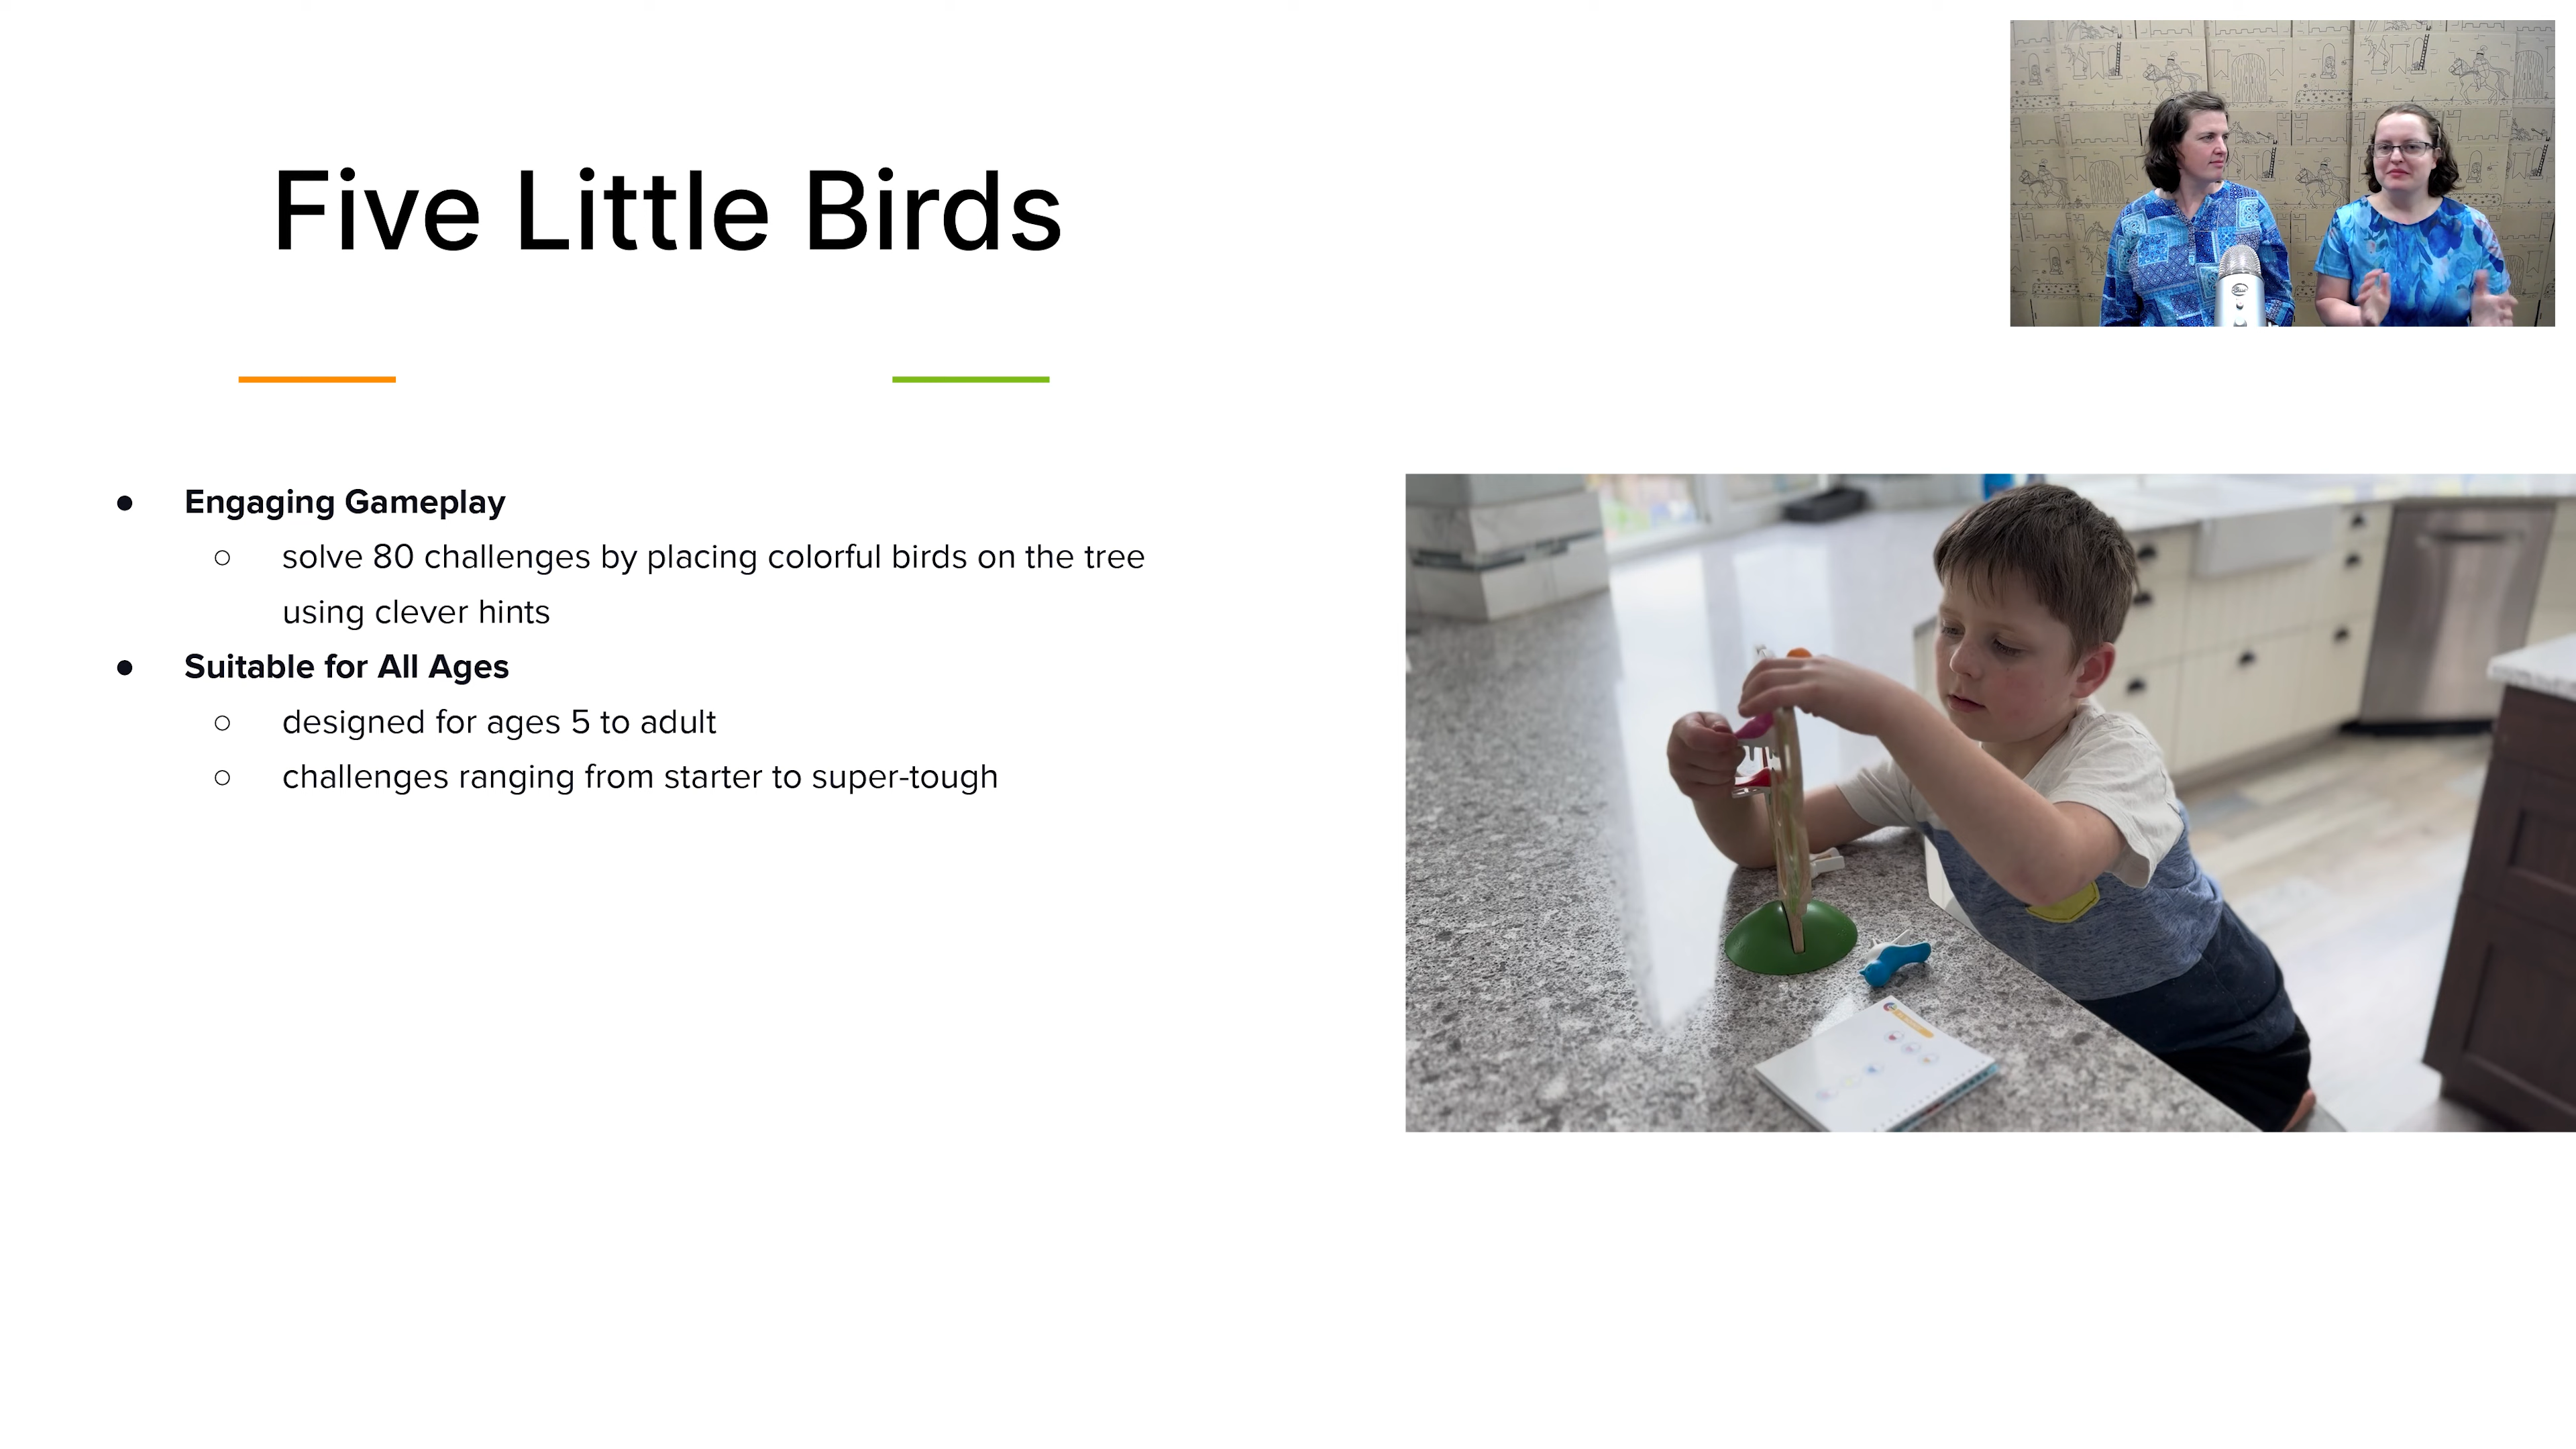 Five Little Birds
● Engaging Gameplay
○ solve 80 challenges by placing colorful birds on the tree
using clever hints
● Suitable for All Ages
○ designed for ages 5 to adult
○ challenges ranging from starter to super-tough